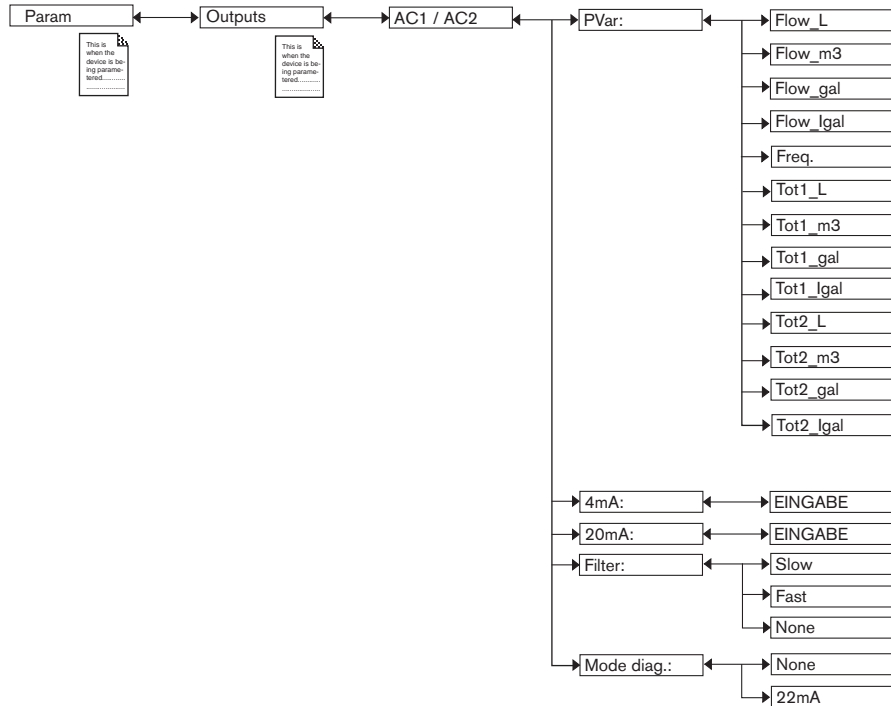 Param
Outputs
AC1 / AC2
PVar:
Flow_L
This is
when the
device is be-
ing parame-
tered............
.......................
This is
when the
device is be-
ing parame-
tered............
.......................
Flow_m3
Flow_gal
Flow_Igal
Freq.
Tot1_L
Tot1_m3
Tot1_gal
Tot1_Igal
Tot2_L
Tot2_m3
Tot2_gal
Tot2_Igal
4mA:
EINGABE
20mA:
EINGABE
Filter:
Slow
Fast
None
Mode diag.:
None
22mA